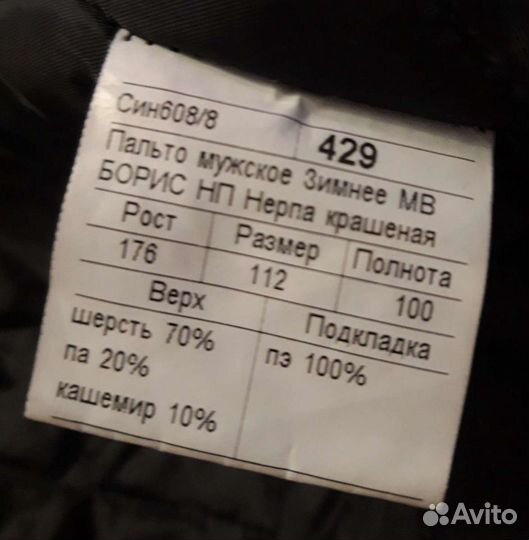 Син608/8 429
Пальто мужское Зимнее МВ
БОРИС НП Нерпа крашеная
Рост Размер Полнота
176 112 100
Верх Подкладка
шерсть 70% пэ 100%
па 20%
кашемир 10%
Avito